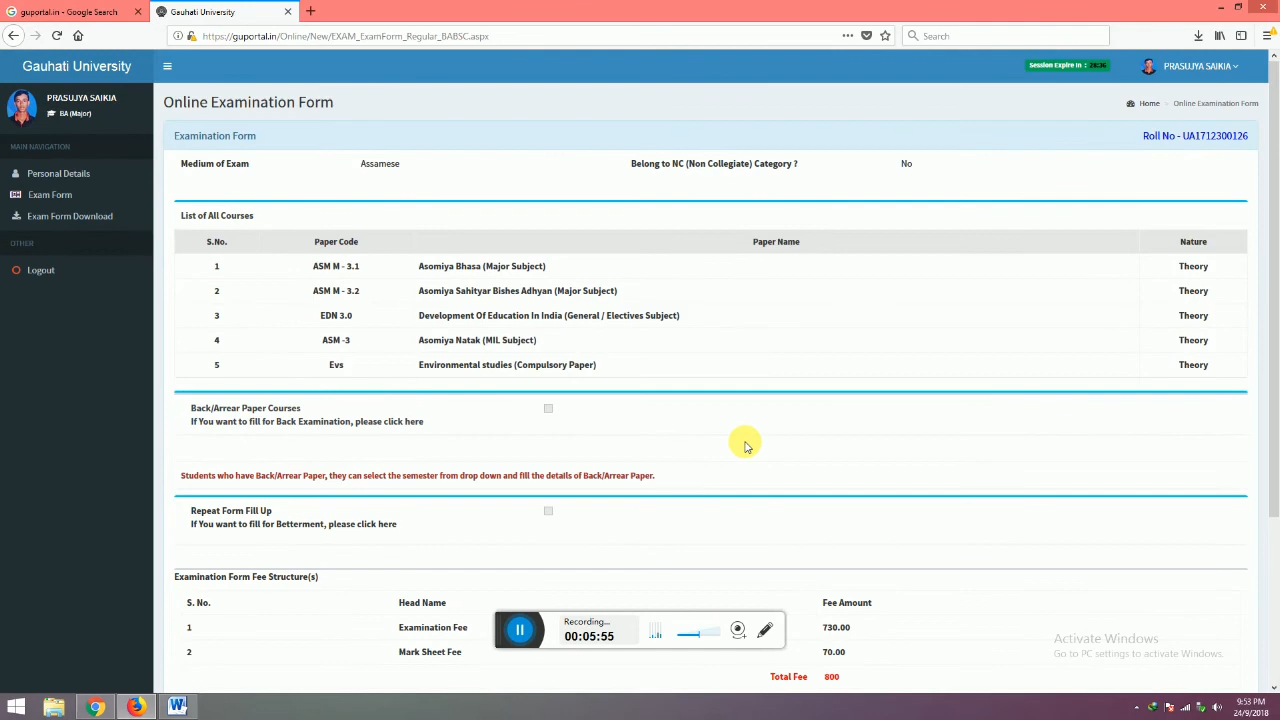 guportal.in - Google Search
Gauhati University
https://guportal.in/Online/New/EXAM_ExamForm_Regular_BABSC.aspx
Search
Gauhati University
Session Expire In : 28:36
PRASUJYA SAIKIA
PRASUJYA SAIKIA
BA (Major)
MAIN NAVIGATION
Personal Details
Exam Form
Exam Form Download
OTHER
Logout
Online Examination Form
Home - Online Examination Form
Examination Form
Roll No - UA1712300126
Medium of Exam Assamese Belong to NC (Non Collegiate) Category ? No
List of All Courses
S.No. Paper Code Paper Name Nature
1 ASM M - 3.1 Asomiya Bhasa (Major Subject) Theory
2 ASM M - 3.2 Asomiya Sahityar Bishes Adhyan (Major Subject) Theory
3 EDN 3.0 Development Of Education In India (General / Electives Subject) Theory
4 ASM -3 Asomiya Natak (MIL Subject) Theory
5 Evs Environmental studies (Compulsory Paper) Theory
Back/Arrear Paper Courses
If You want to fill for Back Examination, please click here
Students who have Back/Arrear Paper, they can select the semester from drop down and fill the details of Back/Arrear Paper.
Repeat Form Fill Up
If You want to fill for Betterment, please click here
Examination Form Fee Structure(s)
S. No. Head Name Fee Amount
1 Examination Fee 730.00
2 Mark Sheet Fee 70.00
Total Fee 800
Recording...
00:05:55
Activate Windows
Go to PC settings to activate Windows.
9:53 PM
24/9/2018